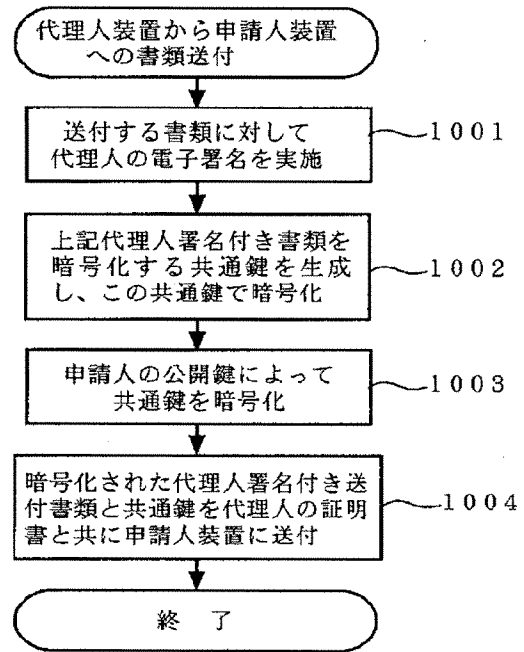 代理人装置から申請人装置
への書類送付
送付する書類に対して
代理人の電子署名を実施
1001
上記代理人署名付き書類を
暗号化する共通鍵を生成
し、この共通鍵で暗号化
1002
申請人の公開鍵によって
共通鍵を暗号化
1003
暗号化された代理人署名付き送
付書類と共通鍵を代理人の証明
書と共に申請人装置に送付
1004
終 了